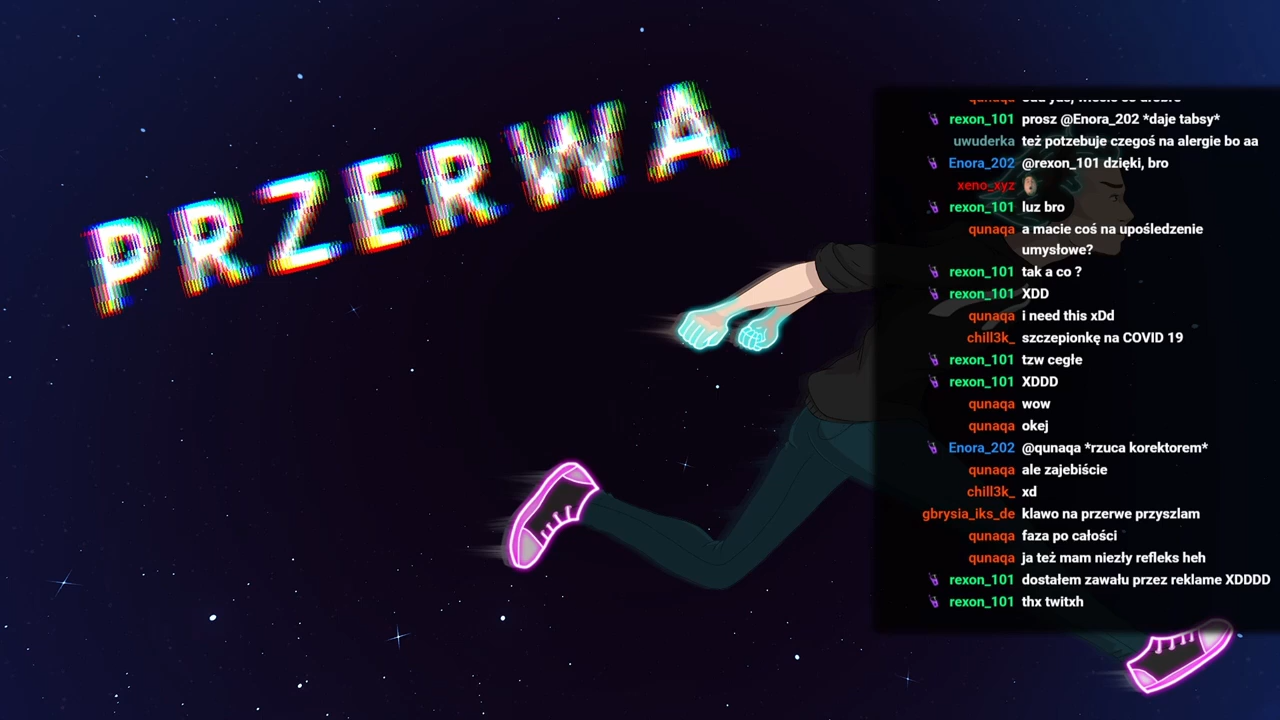 PRZERWA
rexon_101 prosz @Enora_202 *daje tabsy*
uwuderka też potzebuje czegoś na alergie bo aa
Enora_202 @rexon_101 dzięki, bro
xeno_xyz
rexon_101 luz bro
qunaqa a macie coś na upośledzenie
umysłowe?
rexon_101 tak a co ?
rexon_101 XDD
qunaqa i need this xDd
chill3k_ szczepionkę na COVID 19
rexon_101 tzw cegłe
rexon_101 XDDD
qunaqa wow
qunaqa okej
Enora_202 @qunaqa *rzuca korektorem*
qunaqa ale zajebiście
chill3k_ xd
gbrysia_iks_de klawo na przerwe przyszlam
qunaqa faza po całości
qunaqa ja też mam niezły refleks heh
rexon_101 dostałem zawału przez reklame XDDDD
rexon_101 thx twitxh